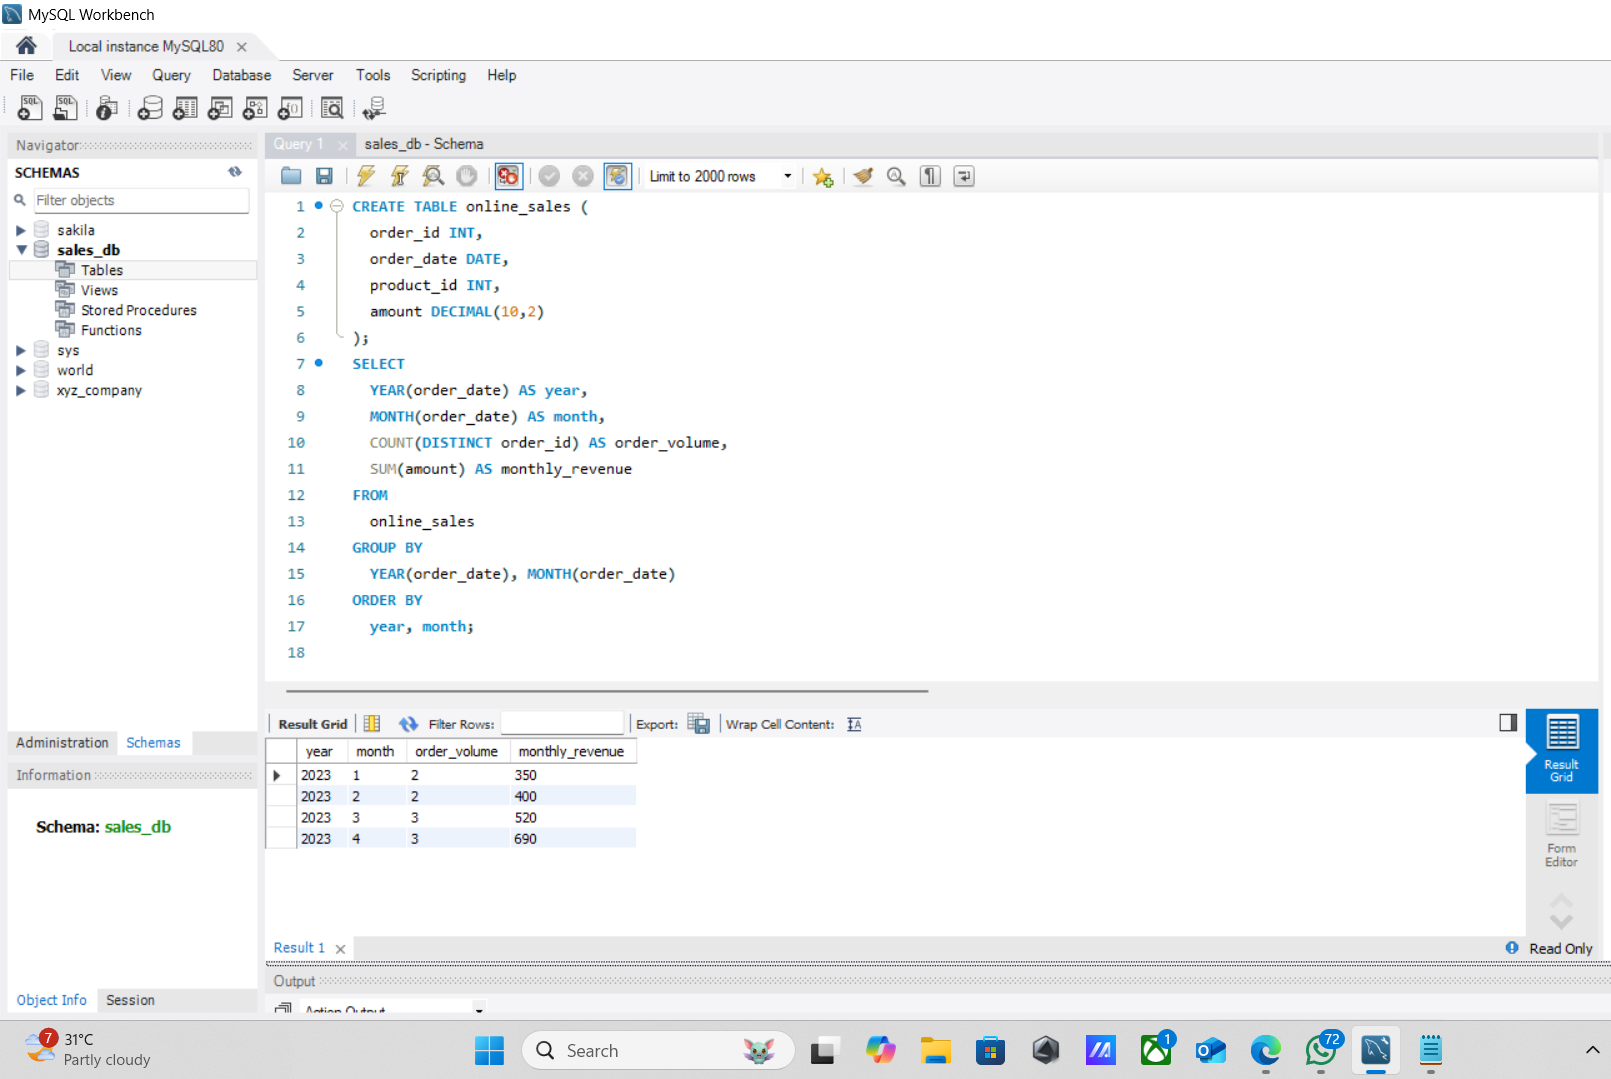 MySQL Workbench
Local instance MySQL80
File Edit View Query Database Server Tools Scripting Help
Navigator
SCHEMAS
Filter objects
sakila
sales_db
Tables
Views
Stored Procedures
Functions
sys
world
xyz_company
Administration Schemas
Information
Schema: sales_db
Object Info Session
Query 1 sales_db - Schema
Limit to 2000 rows
1 CREATE TABLE online_sales (
2 order_id INT,
3 order_date DATE,
4 product_id INT,
5 amount DECIMAL(10,2)
6 );
7 SELECT
8 YEAR(order_date) AS year,
9 MONTH(order_date) AS month,
10 COUNT(DISTINCT order_id) AS order_volume,
11 SUM(amount) AS monthly_revenue
12 FROM
13 online_sales
14 GROUP BY
15 YEAR(order_date), MONTH(order_date)
16 ORDER BY
17 year, month;
18
Result Grid Filter Rows: Export: Wrap Cell Content:
year month order_volume monthly_revenue
2023 1 2 350
2023 2 2 400
2023 3 3 520
2023 4 3 690
Result Grid
Form Editor
Result 1
Read Only
Output
Action Output
7 31°C
Partly cloudy
Search
1
72